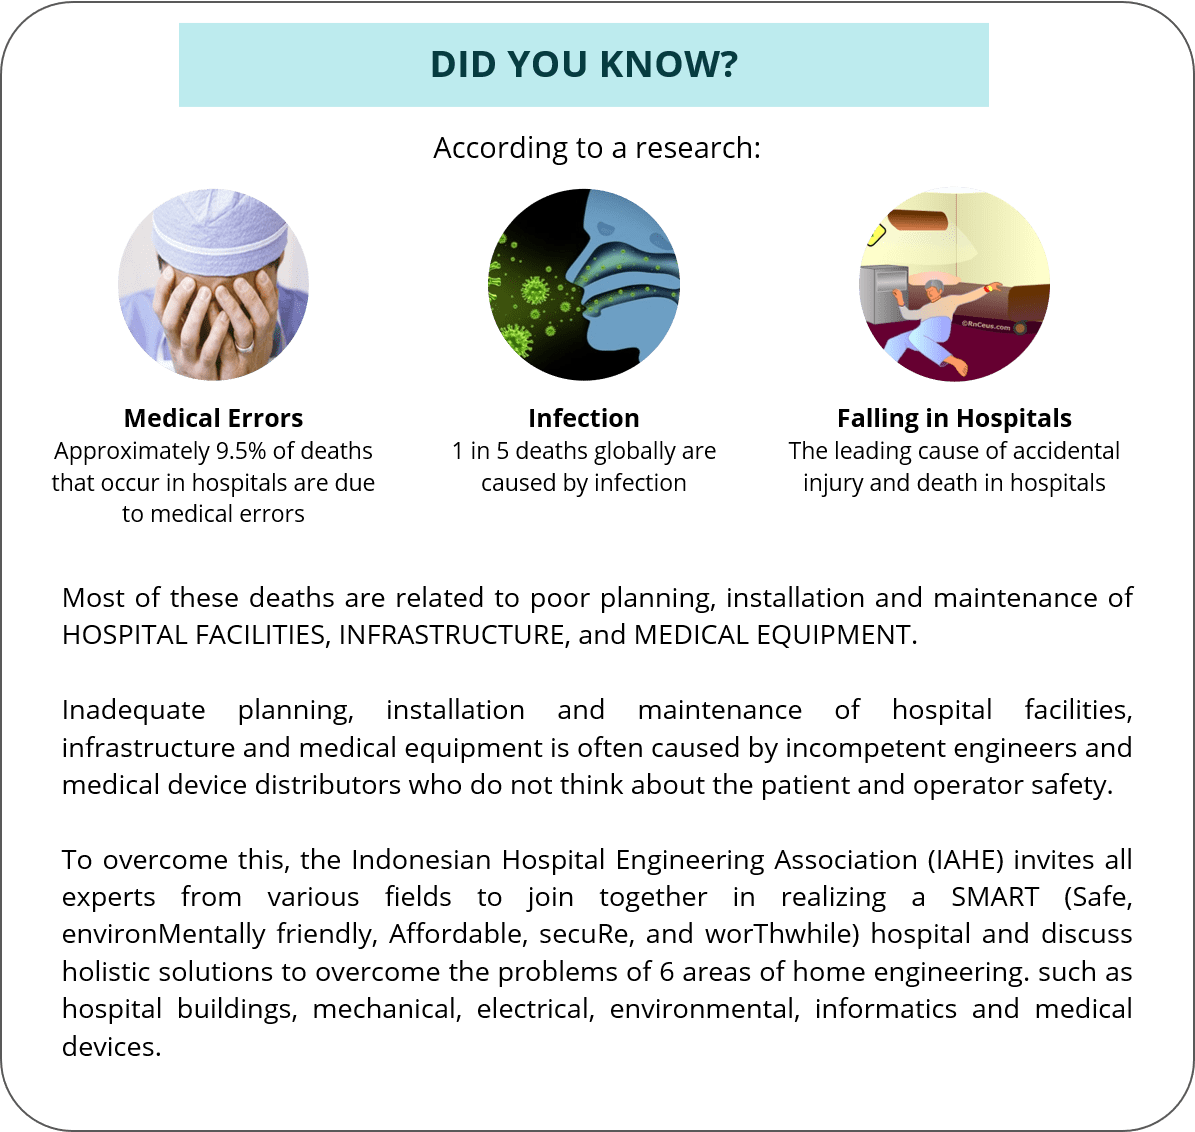 DID YOU KNOW?
According to a research:
©RnCeus.com
Medical Errors
Approximately 9.5% of deaths
that occur in hospitals are due
to medical errors
Infection
1 in 5 deaths globally are
caused by infection
Falling in Hospitals
The leading cause of accidental
injury and death in hospitals
Most of these deaths are related to poor planning, installation and maintenance of
HOSPITAL FACILITIES, INFRASTRUCTURE, and MEDICAL EQUIPMENT.
Inadequate planning, installation and maintenance of hospital facilities,
infrastructure and medical equipment is often caused by incompetent engineers and
medical device distributors who do not think about the patient and operator safety.
To overcome this, the Indonesian Hospital Engineering Association (IAHE) invites all
experts from various fields to join together in realizing a SMART (Safe,
environMentally friendly, Affordable, secuRe, and worThwhile) hospital and discuss
holistic solutions to overcome the problems of 6 areas of home engineering. such as
hospital buildings, mechanical, electrical, environmental, informatics and medical
devices.